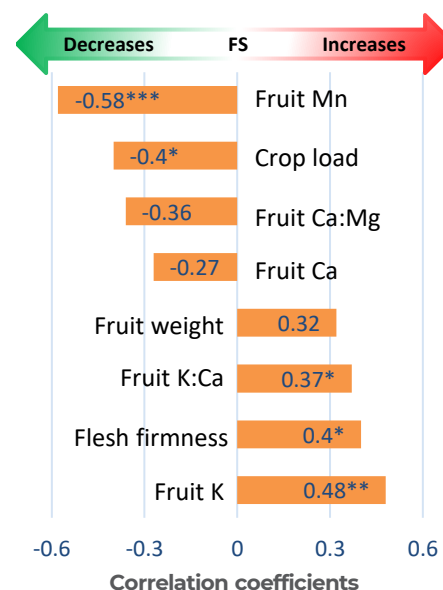 Decreases FS Increases
-0.58*** Fruit Mn
-0.4* Crop load
-0.36 Fruit Ca:Mg
-0.27 Fruit Ca
Fruit weight 0.32
Fruit K:Ca 0.37*
Flesh firmness 0.4*
Fruit K 0.48**
-0.6 -0.3 0 0.3 0.6
Correlation coefficients